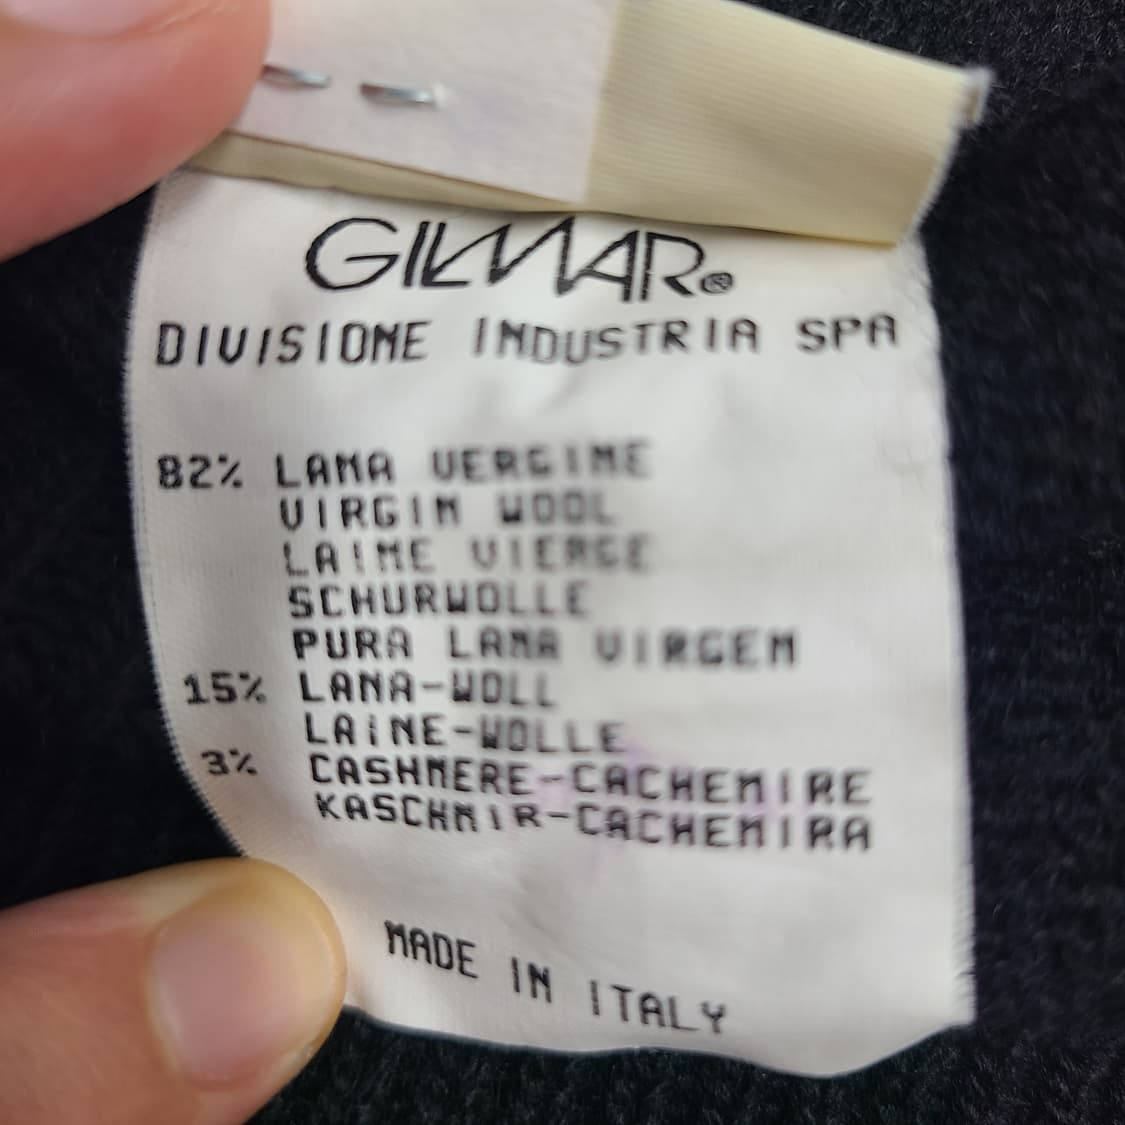 GILMAR®
DIVISIONE INDUSTRIA SPA
82% LANA VERGINE
VIRGIN WOOL
LAINE VIERGE
SCHURWOLLE
PURA LANA VIRGEN
15% LANA-WOLL
LAINE-WOLLE
3% CASHMERE-CACHEMIRE
KASCHMIR-CACHEMIRA
MADE IN ITALY